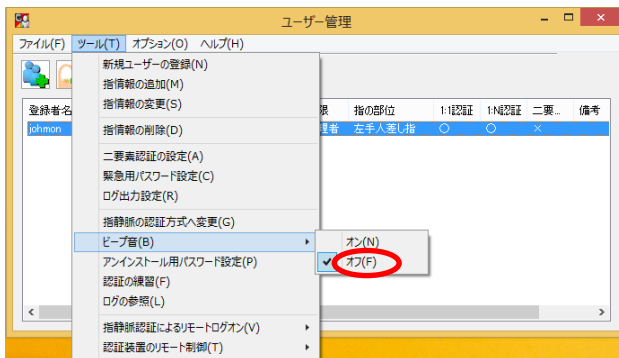 ユーザー管理
ファイル(F) ツール(T) オプション(O) ヘルプ(H)
新規ユーザーの登録(N)
指情報の追加(M)
指情報の変更(S)
登録者名 限 指の部位 1:1認証 1:N認証 二要... 備考
指情報の削除(D)
johmon 理者 左手人差し指 ○ ○ ×
二要素認証の設定(A)
緊急用パスワード設定(C)
ログ出力設定(R)
指静脈の認証方式へ変更(G)
ビープ音(B)
オン(N)
アンインストール用パスワード設定(P)
オフ(F)
認証の練習(F)
ログの参照(L)
指静脈認証によるリモートログオン(V)
認証装置のリモート制御(T)